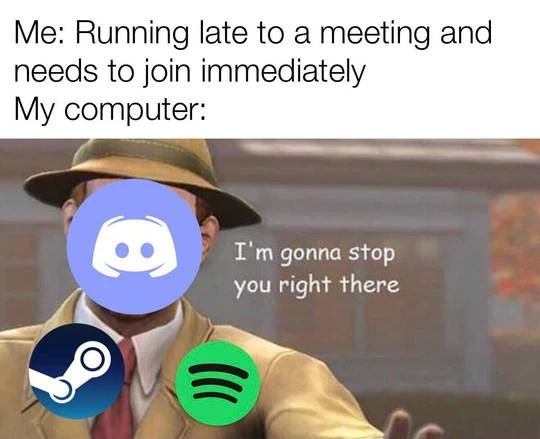 Me: Running late to a meeting and
needs to join immediately
My computer:
I'm gonna stop
you right there